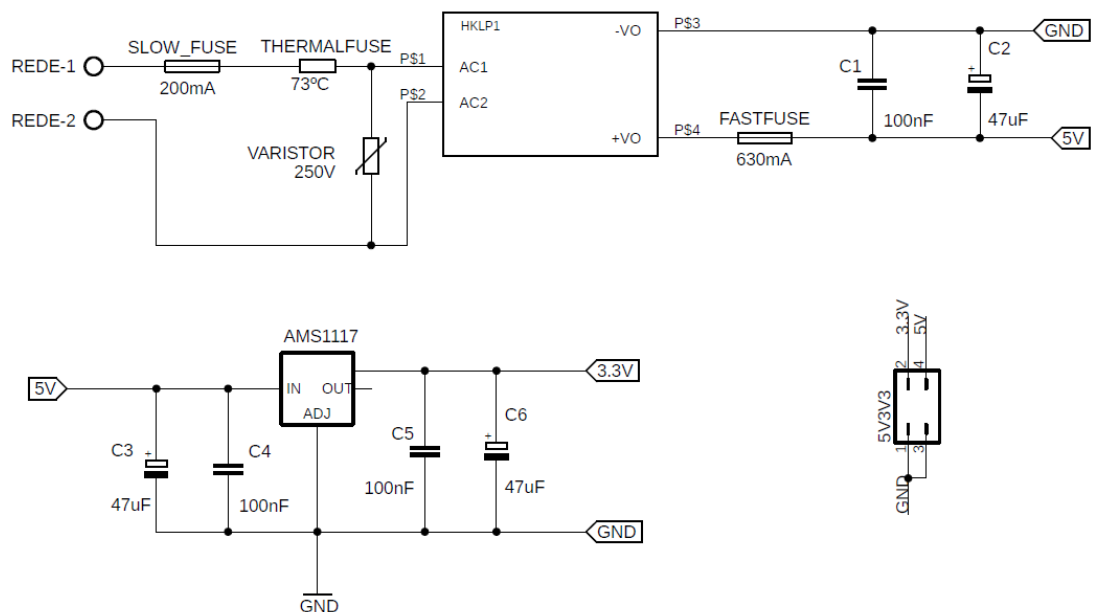 HKLP1
-VO
P$3
GND
SLOW_FUSE
THERMALFUSE
P$1
AC1
C2
+
REDE-1
200mA
73ºC
C1
P$2
AC2
REDE-2
FASTFUSE
100nF
47uF
+VO
P$4
5V
VARISTOR
250V
630mA
AMS1117
3.3V
5V
5V
IN
OUT
3.3V
2
4
ADJ
C6
5V3V3
C3
+
C4
C5
+
1
3
47uF
100nF
100nF
47uF
GND
GND
GND